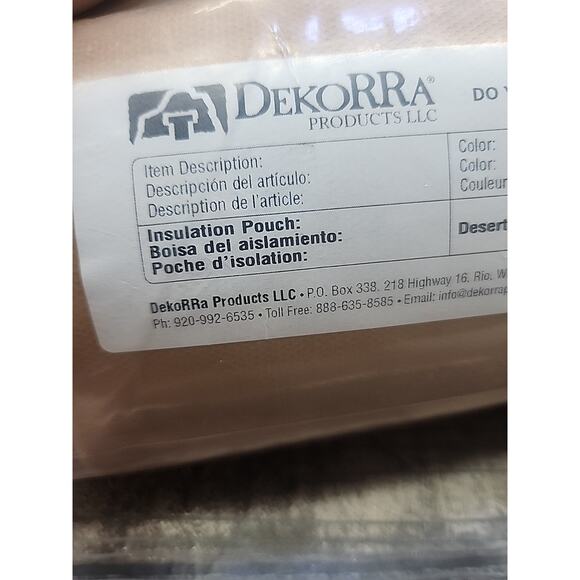 DEKORRA®
PRODUCTS LLC
DO
Item Description:
Descripción del artículo:
Description de l'article:
Color:
Color:
Couleur
Insulation Pouch:
Boisa del aislamiento:
Poche d'isolation:
Desert
DekoRRa Products LLC • P.O. Box 338, 218 Highway 16, Rio, W
Ph: 920-992-6535 • Toll Free: 888-635-8585 • Email: info@dekorrap